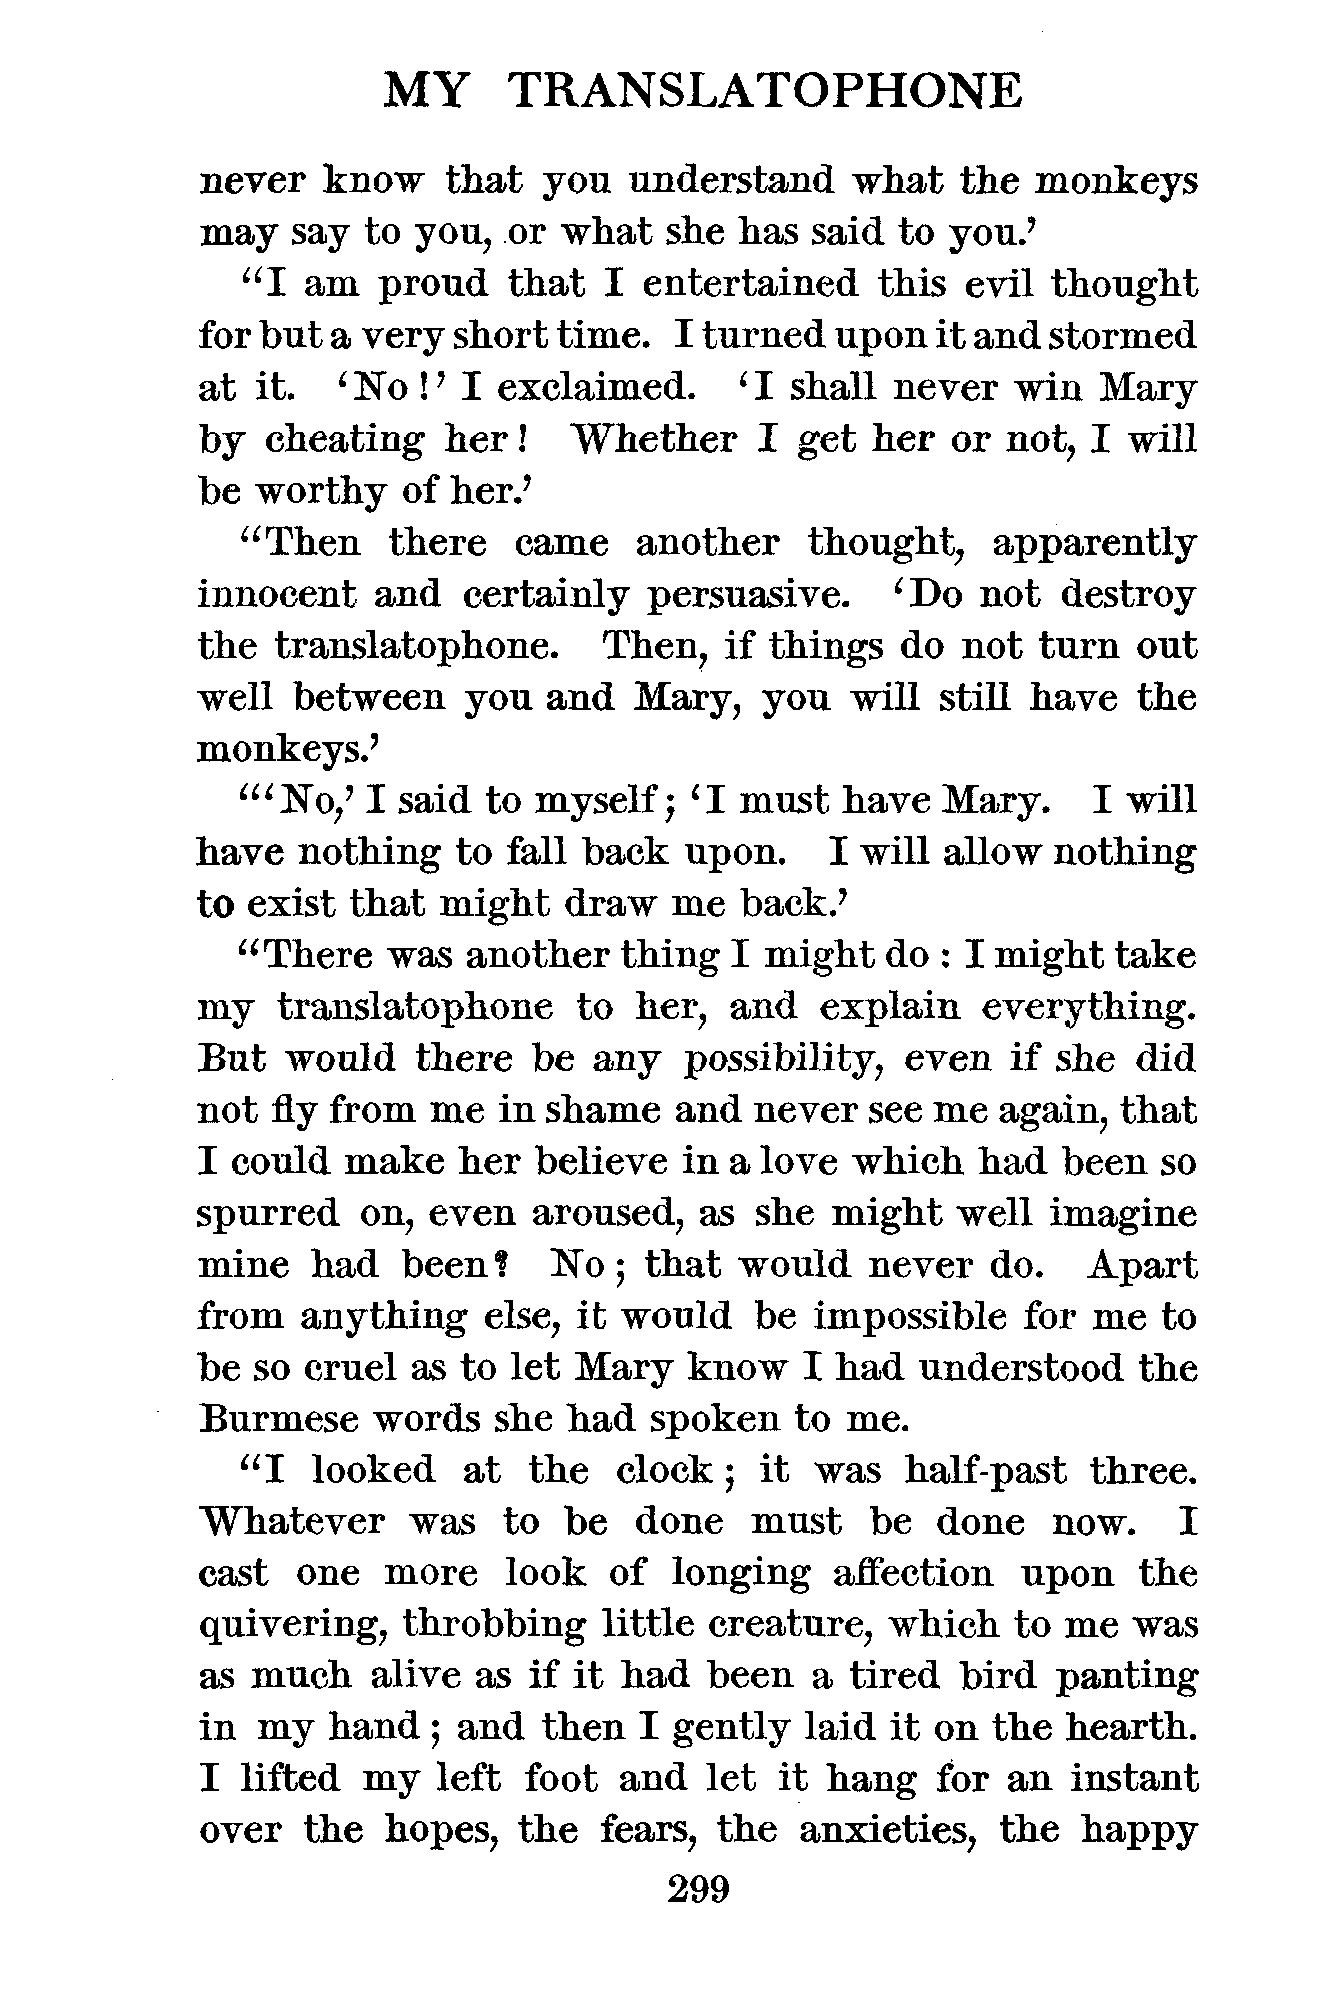 MY TRANSLATOPHONE
never know that you understand what the monkeys
may say to you, or what she has said to you.’
“I am proud that I entertained this evil thought
for but a very short time. I turned upon it and stormed
at it. ‘No!’ I exclaimed. ‘I shall never win Mary
by cheating her! Whether I get her or not, I will
be worthy of her.’
“Then there came another thought, apparently
innocent and certainly persuasive. ‘Do not destroy
the translatophone. Then, if things do not turn out
well between you and Mary, you will still have the
monkeys.’
“‘No,’ I said to myself; ‘I must have Mary. I will
have nothing to fall back upon. I will allow nothing
to exist that might draw me back.’
“There was another thing I might do: I might take
my translatophone to her, and explain everything.
But would there be any possibility, even if she did
not fly from me in shame and never see me again, that
I could make her believe in a love which had been so
spurred on, even aroused, as she might well imagine
mine had been? No; that would never do. Apart
from anything else, it would be impossible for me to
be so cruel as to let Mary know I had understood the
Burmese words she had spoken to me.
“I looked at the clock; it was half-past three.
Whatever was to be done must be done now. I
cast one more look of longing affection upon the
quivering, throbbing little creature, which to me was
as much alive as if it had been a tired bird panting
in my hand; and then I gently laid it on the hearth.
I lifted my left foot and let it hang for an instant
over the hopes, the fears, the anxieties, the happy
299